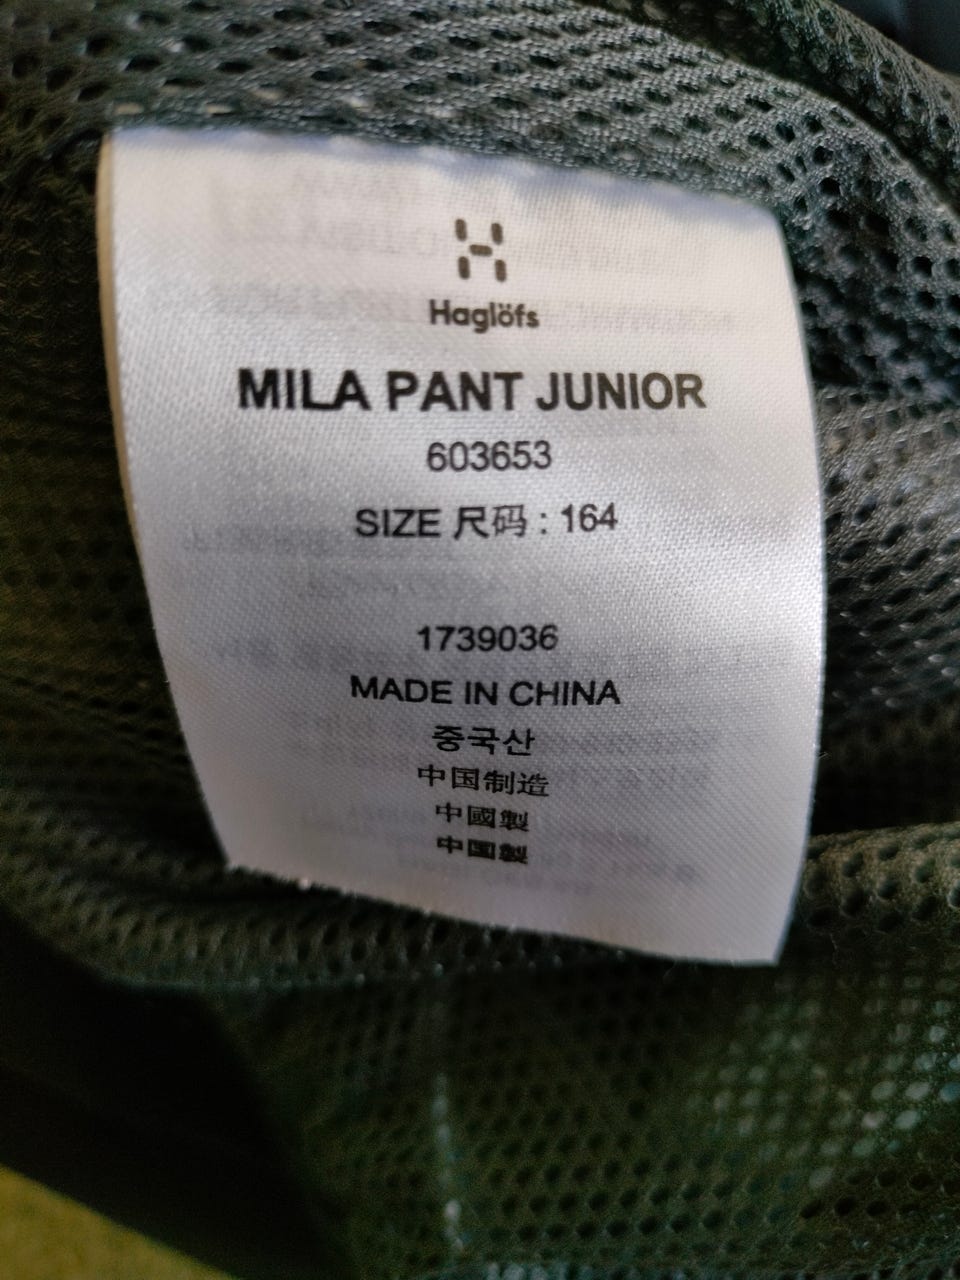 Haglöfs
MILA PANT JUNIOR
603653
SIZE 尺码 : 164
1739036
MADE IN CHINA
중국산
中国制造
中國製
中国製